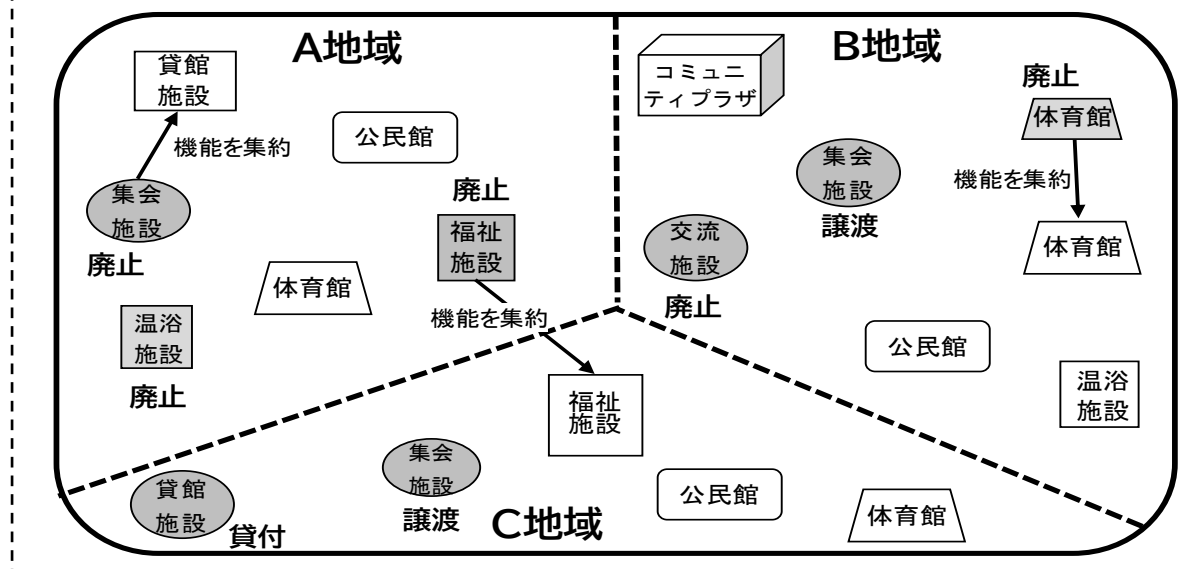 A地域
貸館
施設
機能を集約
公民館
集会
施設
廃止
廃止
福祉
施設
機能を集約
体育館
温浴
施設
廃止
B地域
コミュニ
ティプラザ
廃止
体育館
機能を集約
体育館
集会
施設
譲渡
交流
施設
廃止
公民館
温浴
施設
C地域
福祉
施設
集会
施設
譲渡
貸館
施設
貸付
公民館
体育館